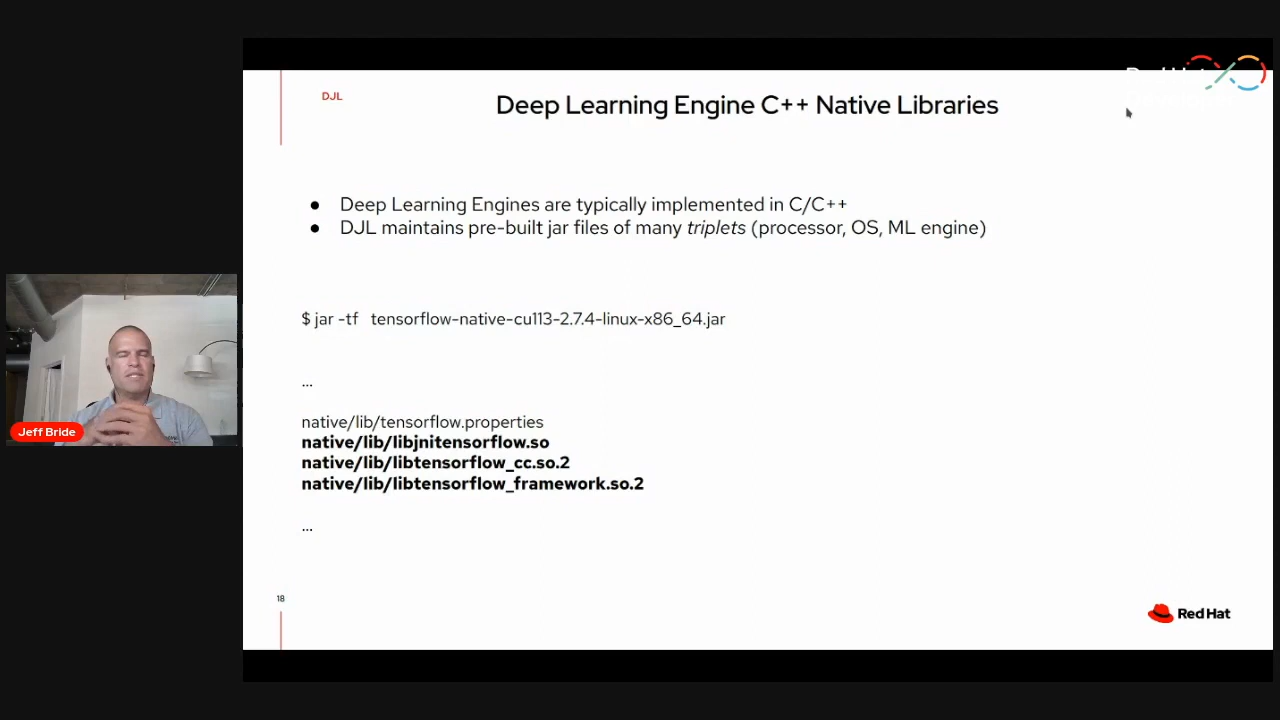 DJL
Deep Learning Engine C++ Native Libraries
● Deep Learning Engines are typically implemented in C/C++
● DJL maintains pre-built jar files of many triplets (processor, OS, ML engine)
$ jar -tf tensorflow-native-cu113-2.7.4-linux-x86_64.jar
...
native/lib/tensorflow.properties
native/lib/libjnitensorflow.so
native/lib/libtensorflow_cc.so.2
native/lib/libtensorflow_framework.so.2
...
Jeff Bride
18
Red Hat